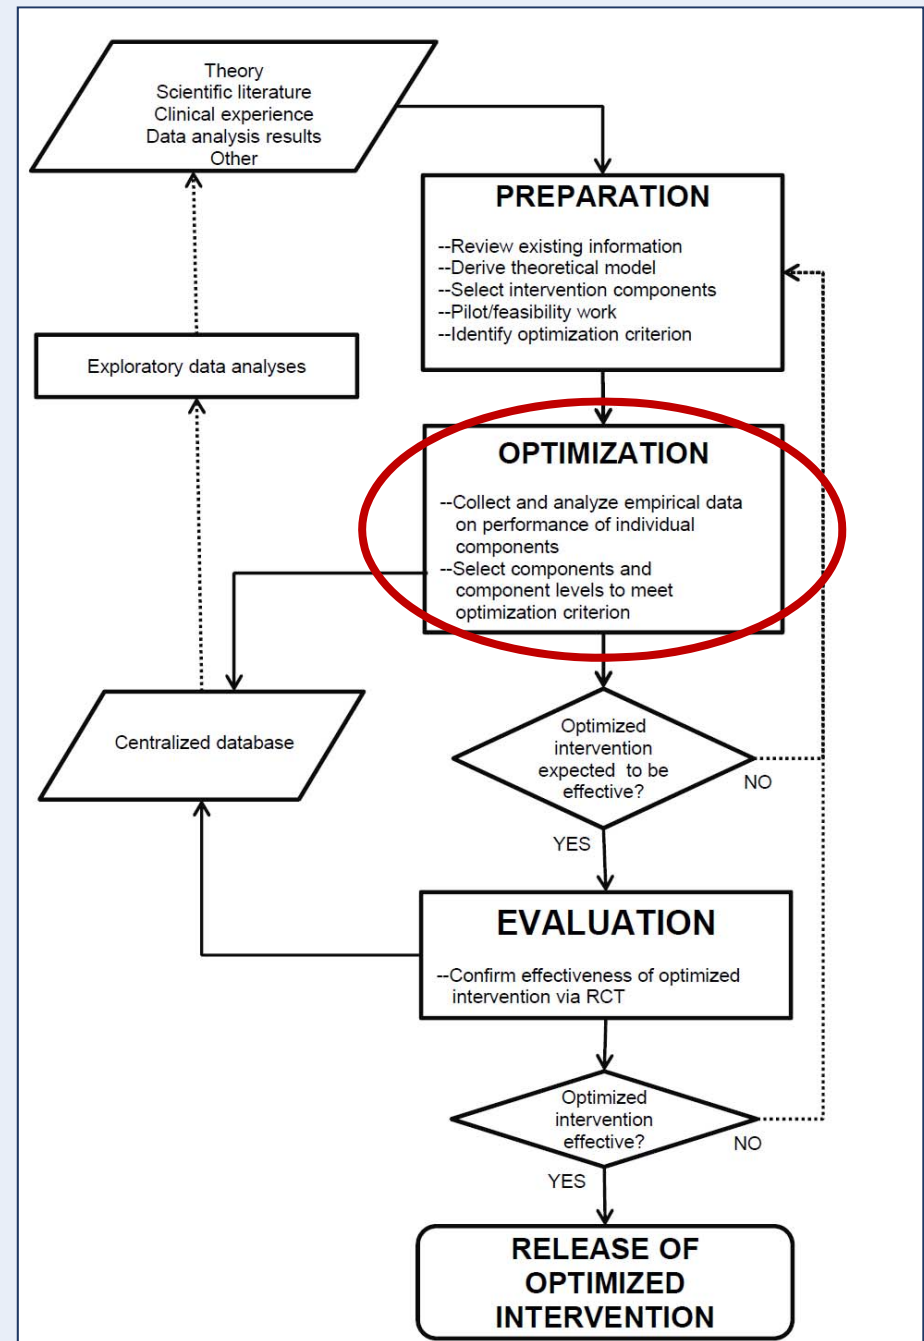 Theory
Scientific literature
Clinical experience
Data analysis results
Other
PREPARATION
--Review existing information
--Derive theoretical model
--Select intervention components
--Pilot/feasibility work
--Identify optimization criterion
Exploratory data analyses
OPTIMIZATION
--Collect and analyze empirical data
on performance of individual
components
--Select components and
component levels to meet
optimization criterion
Centralized database
Optimized
intervention
expected to be
effective?
NO
YES
EVALUATION
--Confirm effectiveness of optimized
intervention via RCT
Optimized
intervention
effective?
NO
YES
RELEASE OF
OPTIMIZED
INTERVENTION